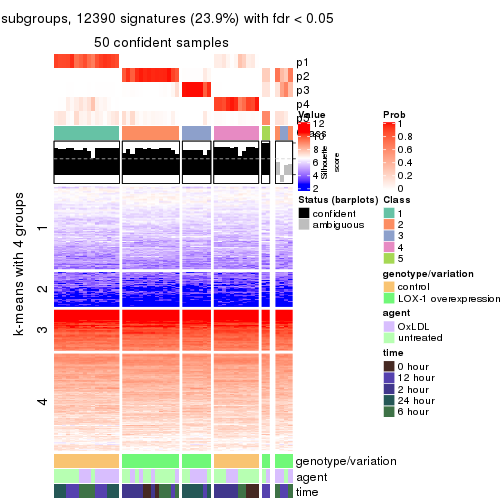 subgroups, 12390 signatures (23.9%) with fdr < 0.05
50 confident samples
p1
p2
p3
p4
Value
12
10
8
6
4
2
Silhouette
score
Prob
1
0.8
0.6
0.4
0.2
0
Status (barplots)
confident
ambiguous
Class
1
2
3
4
5
genotype/variation
control
LOX-1 overexpression
agent
OxLDL
untreated
time
0 hour
12 hour
2 hour
24 hour
6 hour
k-means with 4 groups
1
2
3
4
genotype/variation
agent
time